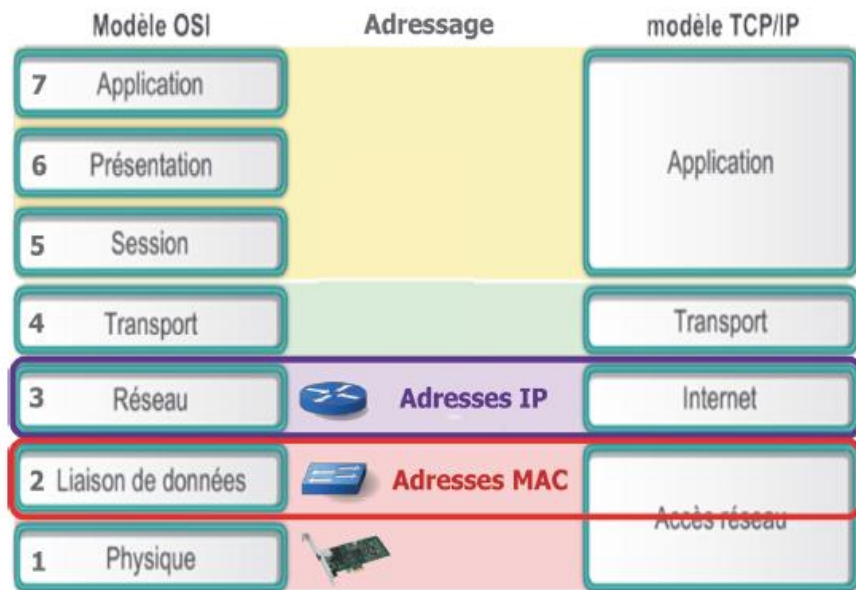 Modèle OSI Adressage modèle TCP/IP
7 Application
6 Présentation
Application
5 Session
4 Transport Transport
3 Réseau Adresses IP Internet
2 Liaison de données Adresses MAC
Accès réseau
1 Physique